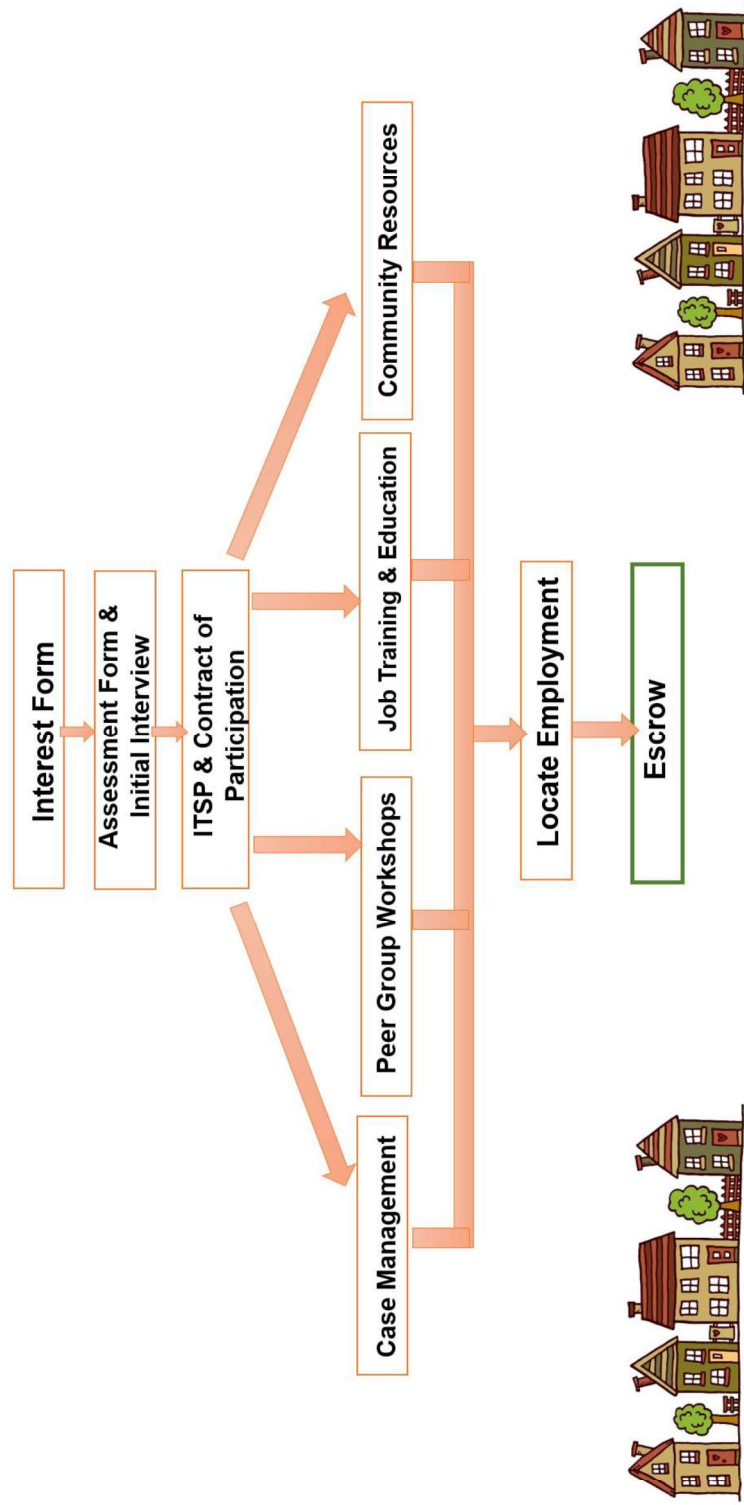 Interest Form
Assessment Form &
Initial Interview
ITSP & Contract of
Participation
Case Management
Peer Group Workshops
Job Training & Education
Community Resources
Locate Employment
Escrow